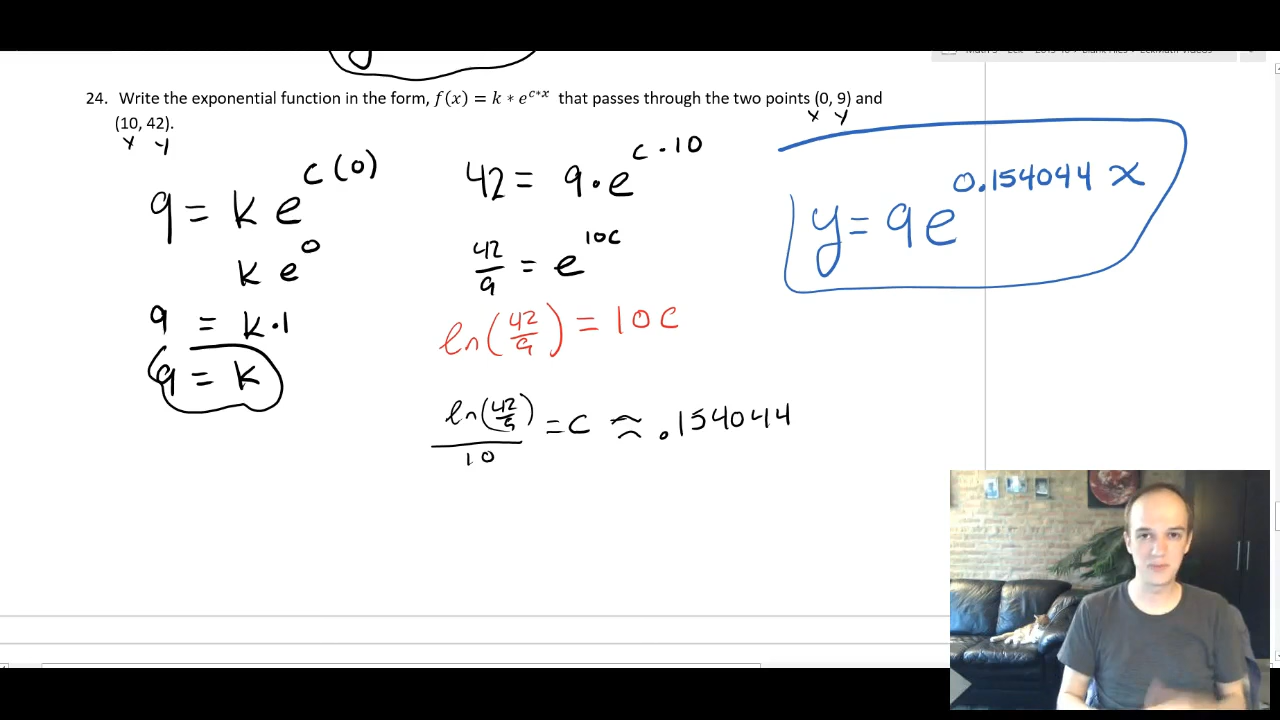 24. Write the exponential function in the form, f(x) = k * e^{c*x} that passes through the two points (0, 9) and
(10, 42).
x y
x y
9 = k e^{c(0)}
k e^{0}
9 = k·1
9 = k
42 = 9·e^{c·10}
42/9 = e^{10c}
ln(42/9) = 10c
ln(42/9)/10 = c ≈ .154044
y = 9e^{0.154044 x}